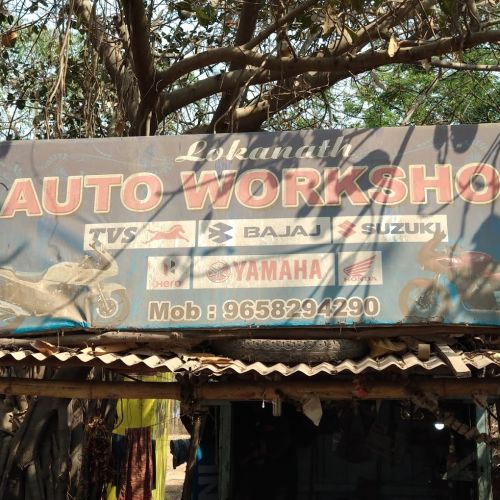 Lokanath
AUTO WORKSHO
TVS BAJAJ SUZUKI
Hero YAMAHA HONDA
Mob : 9658294290